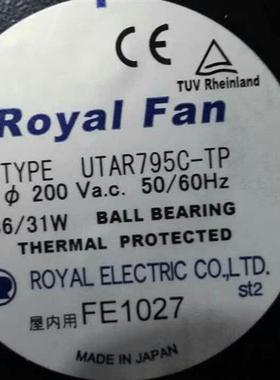 CE
TUV Rheinland
Royal Fan
TYPE UTAR795C-TP
φ 200 Va.c. 50/60Hz
6/31W BALL BEARING
THERMAL PROTECTED
ROYAL ELECTRIC CO.,LTD.
st2
屋内用 FE1027
MADE IN JAPAN